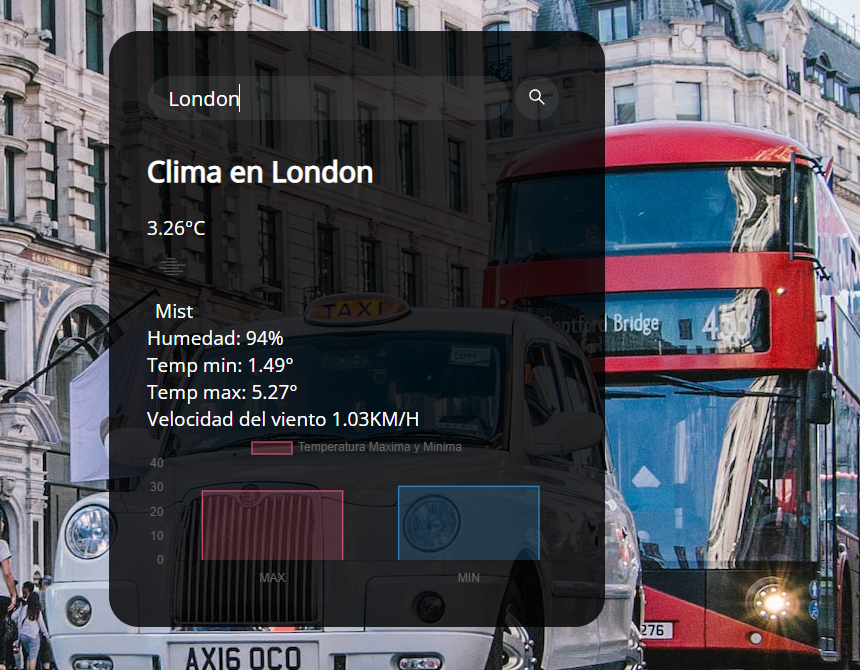 London
Clima en London
3.26°C
TAXI
Mist
Bridge
Humedad: 94%
Temp min: 1.49°
Temp max: 5.27°
Velocidad del viento 1.03KM/H
Temperatura Maxima y Minima
40
30
20
10
0
MAX
MIN
276
AX16 OCO